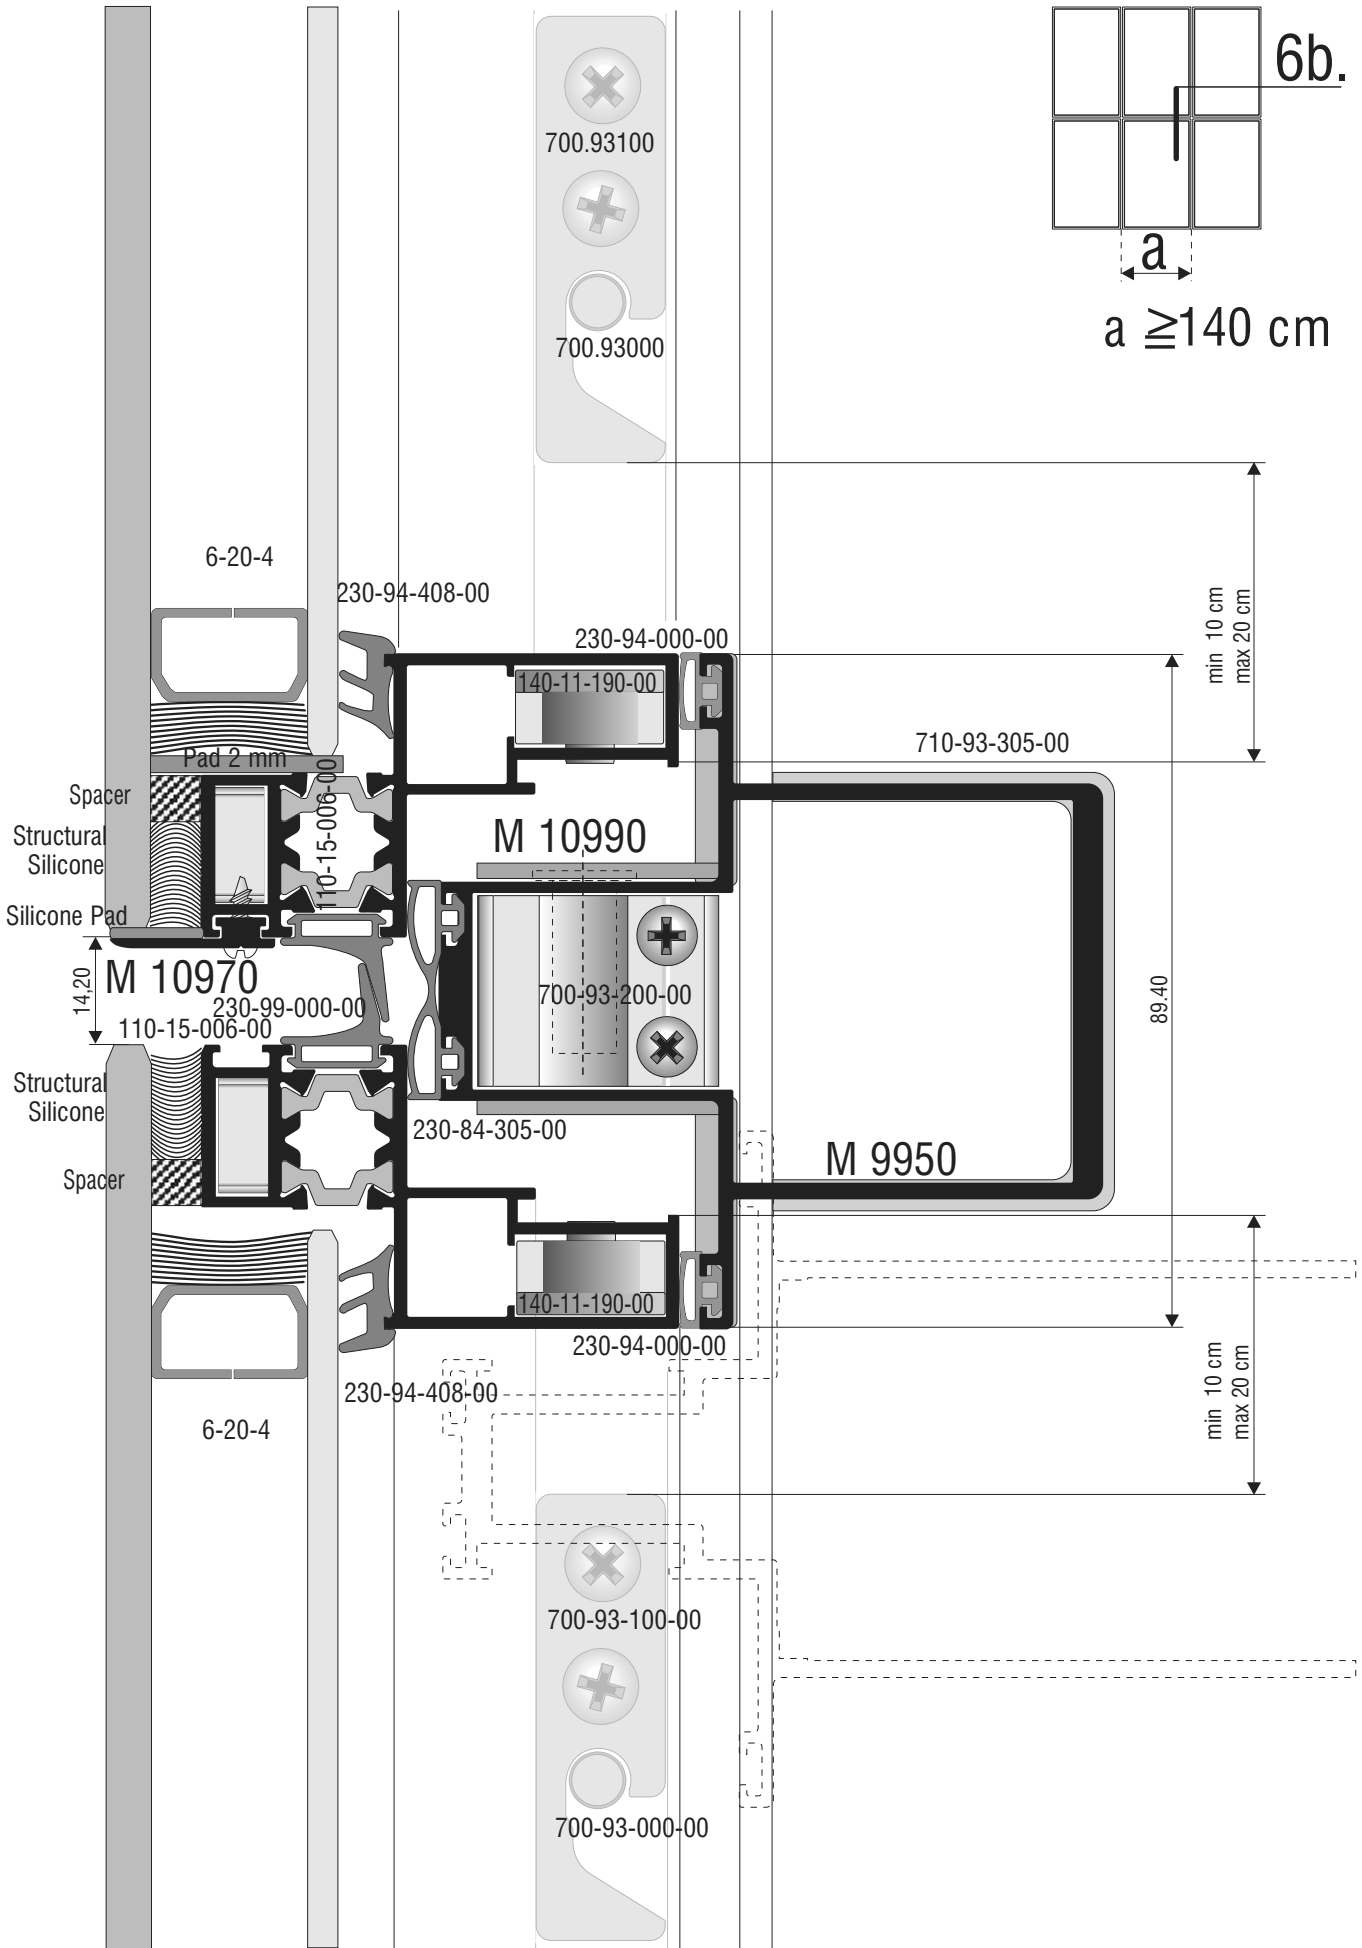 6b.
700.93100
a
a ≧140 cm
700.93000
6-20-4
230-94-408-00
min 10 cm
max 20 cm
230-94-000-00
140-11-190-00
710-93-305-00
Pad 2 mm
110-15-006-00
Spacer
Structural
Silicone
M 10990
Silicone Pad
M 10970
14,20
230-99-000-00
110-15-006-00
700-93-200-00
89.40
Structural
Silicone
230-84-305-00
M 9950
Spacer
140-11-190-00
230-94-000-00
230-94-408-00
min 10 cm
max 20 cm
6-20-4
700-93-100-00
700-93-000-00